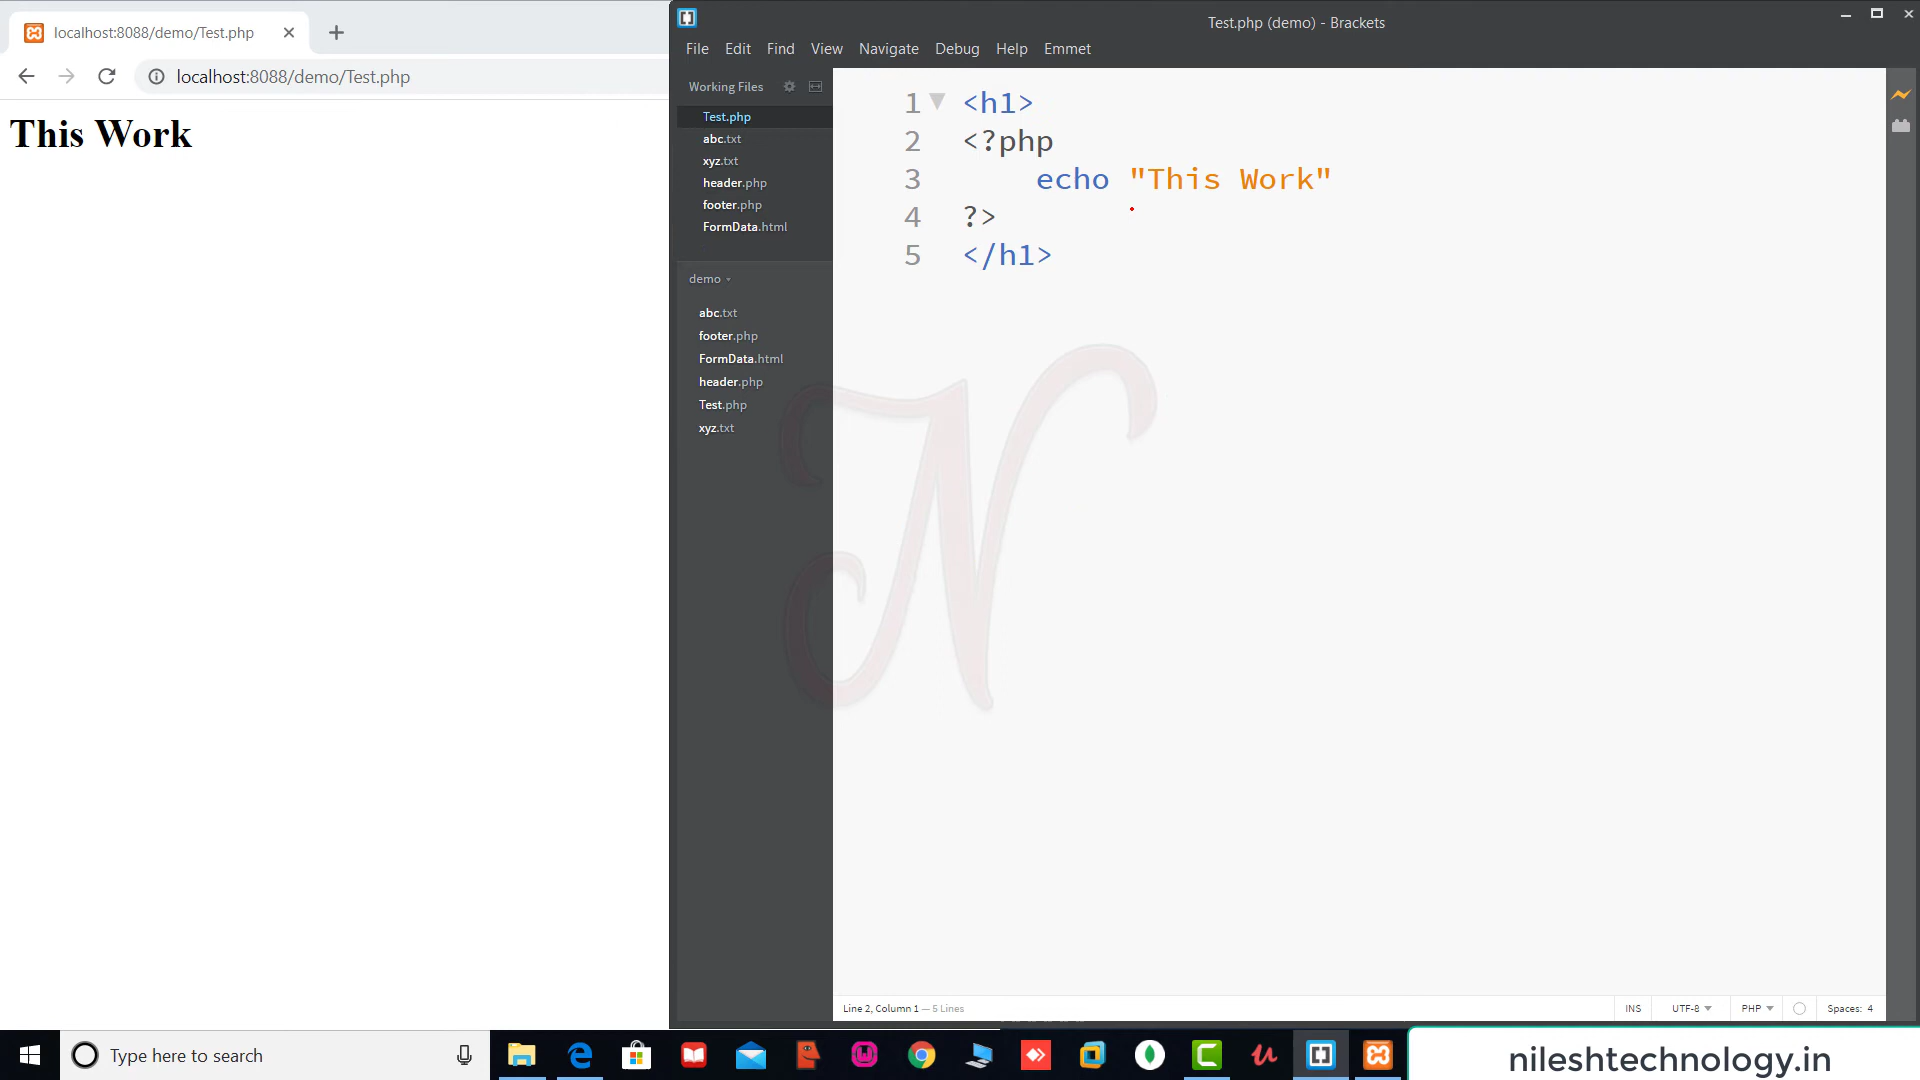 localhost:8088/demo/Test.php
localhost:8088/demo/Test.php
This Work
Test.php (demo) - Brackets
File Edit Find View Navigate Debug Help Emmet
Working Files
Test.php
abc.txt
xyz.txt
header.php
footer.php
FormData.html
demo
abc.txt
footer.php
FormData.html
header.php
Test.php
xyz.txt
1 <h1>
2 <?php
3 echo "This Work"
4 ?>
5 </h1>
N
Line 2, Column 1 — 5 Lines
INS UTF-8 PHP Spaces: 4
Type here to search
nileshtechnology.in